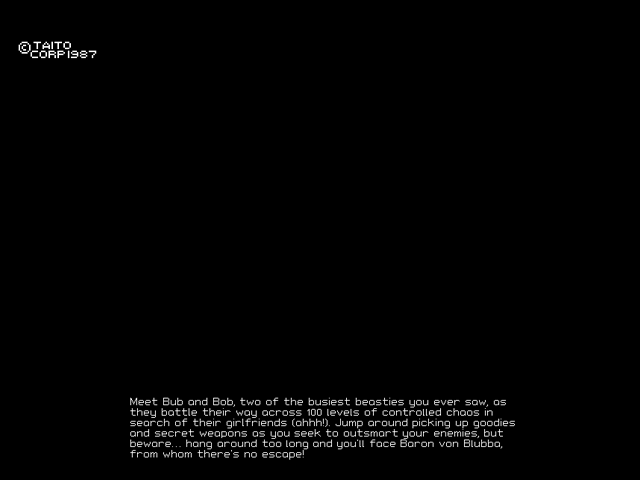 ©TAITO
CORP1987
Meet Bub and Bob, two of the busiest beasties you ever saw, as
they battle their way across 100 levels of controlled chaos in
search of their girlfriends (ahhh!). Jump around picking up goodies
and secret weapons as you seek to outsmart your enemies, but
beware... hang around too long and you'll face Baron von Blubba,
from whom there's no escape!